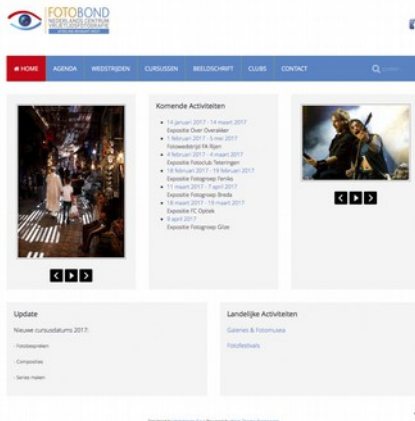 FOTOBOND
NEDERLANDS CENTRUM
VRIJETIJDSFOTOGRAFIE
HOME AGENDA WEDSTRIJDEN CURSUSSEN BEELDSCHRIFT CLUBS CONTACT
Komende Activiteiten
14 januari 2017 - 14 maart 2017
Expositie Over Overakker
1 februari 2017 - 5 mei 2017
Fotowedstrijd FA Rijen
4 februari 2017 - 4 maart 2017
Expositie Fotoclub Teteringen
18 februari 2017 - 19 februari 2017
Expositie Fotogroep Feniks
11 maart 2017 - 7 april 2017
Expositie Fotogroep Breda
18 maart 2017 - 19 maart 2017
Expositie FC Optiek
9 april 2017
Expositie Fotogroep Gilze
Update
Nieuwe cursusdatums 2017:
- Fotobespreken
- Composities
- Series maken
Landelijke Activiteiten
Galeries & Fotomusea
Fotofestivals